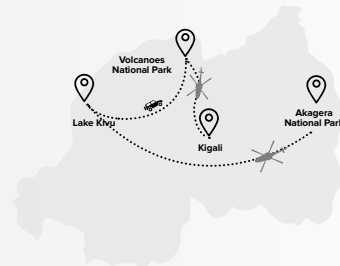 Volcanoes
National Park
Lake Kivu
Kigali
Akagera
National Park